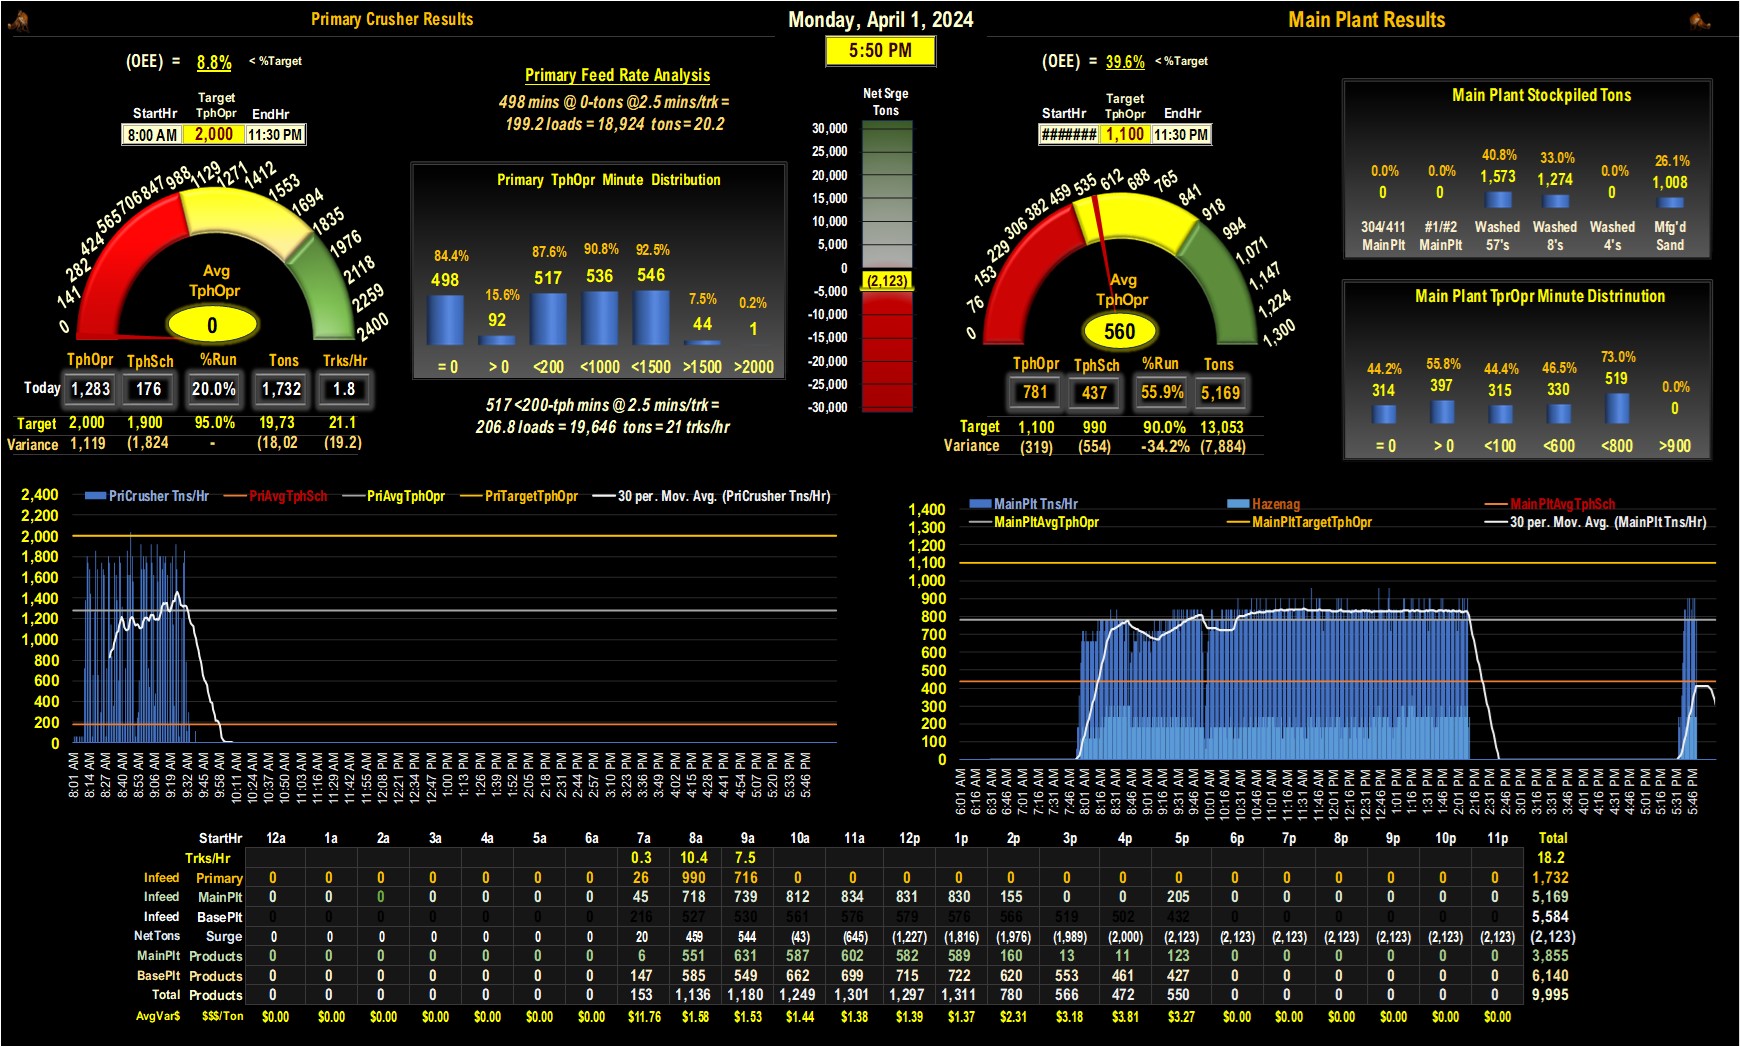 Primary Crusher Results
Monday, April 1, 2024
Main Plant Results
5:50 PM
(OEE) = 8.8% < %Target
StartHr Target TphOpr EndHr
8:00 AM 2,000 11:30 PM
0 141 282 424 565 706 847 988 1129 1271 1412 1553 1694 1835 1976 2118 2259 2400
Avg
TphOpr
0
TphOpr TphSch %Run Tons Trks/Hr
Today 1,283 176 20.0% 1,732 1.8
Target 2,000 1,900 95.0% 19,73 21.1
Variance 1,119 (1,824 - (18,02 (19.2)
Primary Feed Rate Analysis
498 mins @ 0-tons @2.5 mins/trk =
199.2 loads = 18,924 tons = 20.2
Primary TphOpr Minute Distribution
84.4% 15.6% 87.6% 90.8% 92.5% 7.5% 0.2%
498 92 517 536 546 44 1
= 0 > 0 <200 <1000 <1500 >1500 >2000
517 <200-tph mins @ 2.5 mins/trk =
206.8 loads = 19,646 tons = 21 trks/hr
Net Srge
Tons
30,000
25,000
20,000
15,000
10,000
5,000
0
(2,123)
-5,000
-10,000
-15,000
-20,000
-25,000
-30,000
(OEE) = 39.6% < %Target
StartHr Target TphOpr EndHr
####### 1,100 11:30 PM
0 76 153 229 306 382 459 535 612 688 765 841 918 994 1,071 1,147 1,224 1,300
Avg
TphOpr
560
TphOpr TphSch %Run Tons
781 437 55.9% 5,169
Target 1,100 990 90.0% 13,053
Variance (319) (554) -34.2% (7,884)
Main Plant Stockpiled Tons
0.0% 0.0% 40.8% 33.0% 0.0% 26.1%
0 0 1,573 1,274 0 1,008
304/411 #1/#2 Washed Washed Washed Mfg'd
MainPlt MainPlt 57's 8's 4's Sand
Main Plant TprOpr Minute Distrinution
44.2% 55.8% 44.4% 46.5% 73.0% 0.0%
314 397 315 330 519 0
= 0 > 0 <100 <600 <800 >900
PriCrusher Tns/Hr PriAvgTphSch PriAvgTphOpr PriTargetTphOpr 30 per. Mov. Avg. (PriCrusher Tns/Hr)
2,400
2,200
2,000
1,800
1,600
1,400
1,200
1,000
800
600
400
200
0
8:01 AM 8:14 AM 8:27 AM 8:40 AM 8:53 AM 9:06 AM 9:19 AM 9:32 AM 9:45 AM 9:58 AM 10:11 AM 10:24 AM 10:37 AM 10:50 AM 11:03 AM 11:16 AM 11:29 AM 11:42 AM 11:55 AM 12:08 PM 12:21 PM 12:34 PM 12:47 PM 1:00 PM 1:13 PM 1:26 PM 1:39 PM 1:52 PM 2:05 PM 2:18 PM 2:31 PM 2:44 PM 2:57 PM 3:10 PM 3:23 PM 3:36 PM 3:49 PM 4:02 PM 4:15 PM 4:28 PM 4:41 PM 4:54 PM 5:07 PM 5:20 PM 5:33 PM 5:46 PM
MainPlt Tns/Hr Hazenag MainPltAvgTphSch
MainPltAvgTphOpr MainPltTargetTphOpr 30 per. Mov. Avg. (MainPlt Tns/Hr)
1,400
1,300
1,200
1,100
1,000
900
800
700
600
500
400
300
200
100
0
6:01 AM 6:16 AM 6:31 AM 6:46 AM 7:01 AM 7:16 AM 7:31 AM 7:46 AM 8:01 AM 8:16 AM 8:31 AM 8:46 AM 9:01 AM 9:16 AM 9:31 AM 9:46 AM 10:01 AM 10:16 AM 10:31 AM 10:46 AM 11:01 AM 11:16 AM 11:31 AM 11:46 AM 12:01 PM 12:16 PM 12:31 PM 12:46 PM 1:01 PM 1:16 PM 1:31 PM 1:46 PM 2:01 PM 2:16 PM 2:31 PM 2:46 PM 3:01 PM 3:16 PM 3:31 PM 3:46 PM 4:01 PM 4:16 PM 4:31 PM 4:46 PM 5:01 PM 5:16 PM 5:31 PM 5:46 PM
StartHr 12a 1a 2a 3a 4a 5a 6a 7a 8a 9a 10a 11a 12p 1p 2p 3p 4p 5p 6p 7p 8p 9p 10p 11p Total
Trks/Hr 0.3 10.4 7.5 18.2
Infeed Primary 0 0 0 0 0 0 0 26 990 716 0 0 0 0 0 0 0 0 0 0 0 0 0 0 1,732
Infeed MainPlt 0 0 0 0 0 0 0 45 718 739 812 834 831 830 155 0 0 205 0 0 0 0 0 0 5,169
Infeed BasePlt 0 0 0 0 0 0 0 216 527 530 561 576 579 576 566 519 502 432 0 0 0 0 0 0 5,584
NetTons Surge 0 0 0 0 0 0 0 20 459 544 (43) (645) (1,227) (1,816) (1,976) (1,989) (2,000) (2,123) (2,123) (2,123) (2,123) (2,123) (2,123) (2,123) (2,123)
MainPlt Products 0 0 0 0 0 0 0 6 551 631 587 602 582 589 160 13 11 123 0 0 0 0 0 0 3,855
BasePlt Products 0 0 0 0 0 0 0 147 585 549 662 699 715 722 620 553 461 427 0 0 0 0 0 0 6,140
Total Products 0 0 0 0 0 0 0 153 1,136 1,180 1,249 1,301 1,297 1,311 780 566 472 550 0 0 0 0 0 0 9,995
AvgVar$ $$$/Ton $0.00 $0.00 $0.00 $0.00 $0.00 $0.00 $0.00 $11.76 $1.58 $1.53 $1.44 $1.38 $1.39 $1.37 $2.31 $3.18 $3.81 $3.27 $0.00 $0.00 $0.00 $0.00 $0.00 $0.00